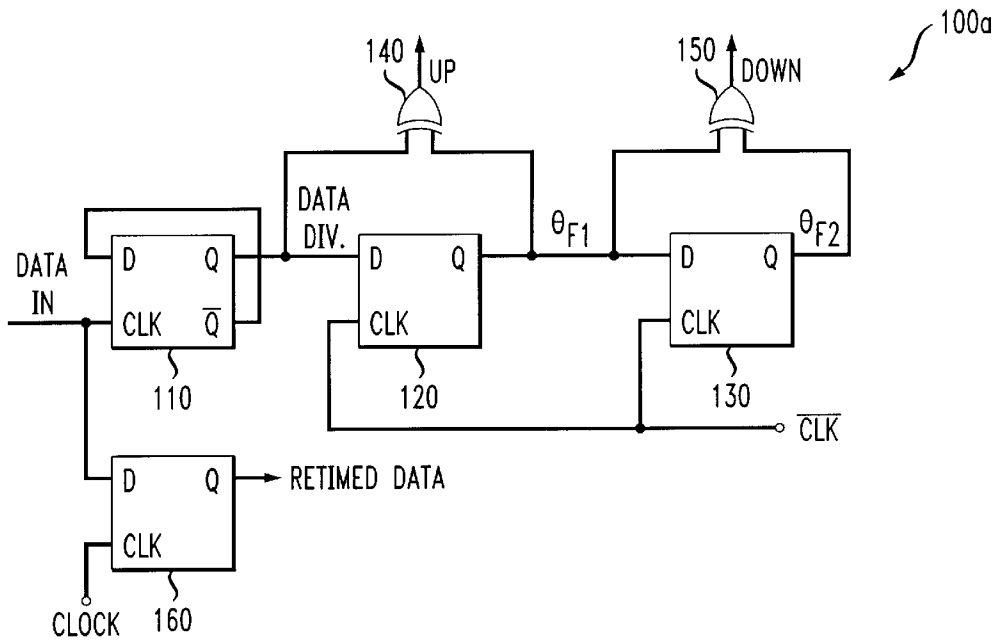 100a
140
UP
150
DOWN
DATA
DIV.
θF1
θF2
DATA
IN
D
Q
CLK
Q̅
110
D
Q
CLK
120
D
Q
CLK
130
C̅L̅K̅
D
Q
RETIMED DATA
CLK
CLOCK
160